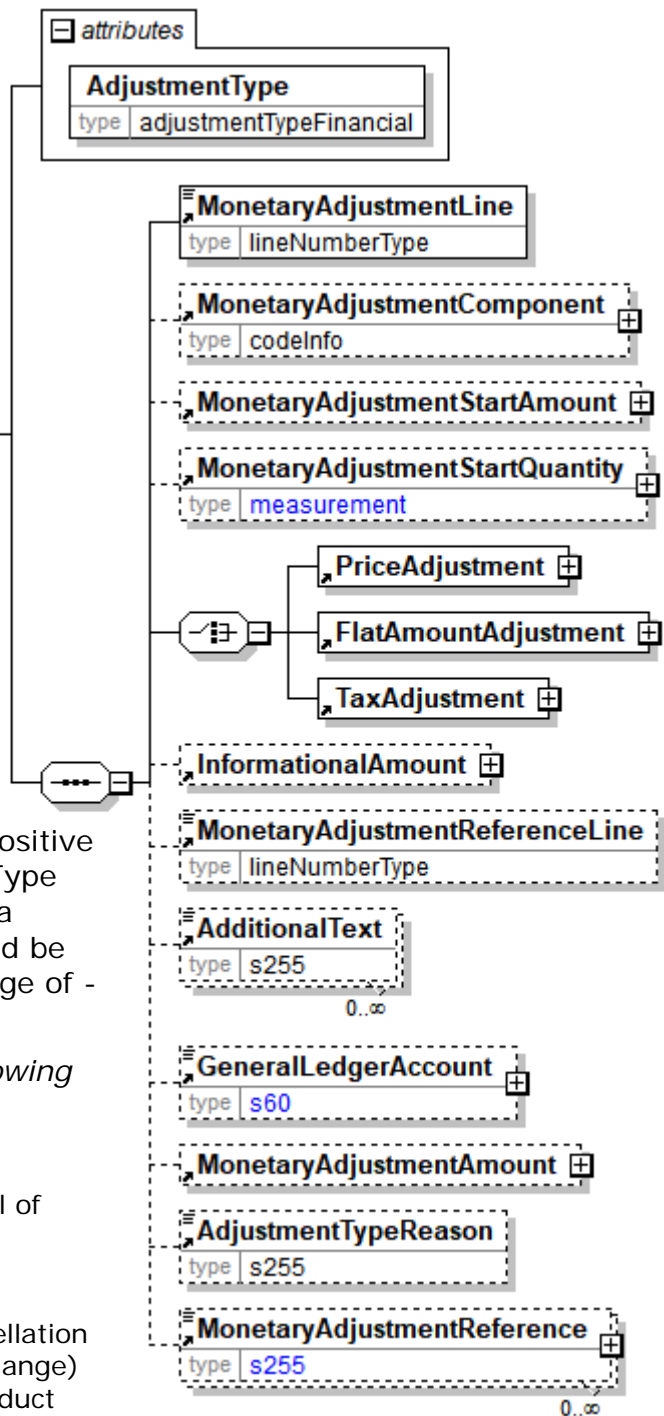 attributes
AdjustmentType
type adjustmentTypeFinancial
MonetaryAdjustmentLine
type lineNumberType
MonetaryAdjustmentComponent
type codeInfo
MonetaryAdjustmentStartAmount
MonetaryAdjustmentStartQuantity
type measurement
PriceAdjustment
FlatAmountAdjustment
TaxAdjustment
InformationalAmount
MonetaryAdjustmentReferenceLine
type lineNumberType
AdditionalText
type s255
0..∞
GeneralLedgerAccount
type s60
MonetaryAdjustmentAmount
AdjustmentTypeReason
type s255
MonetaryAdjustmentReference
type s255
0..∞
ositive
Type
a
d be
ge of -
owing
l of
ellation
ange)
duct